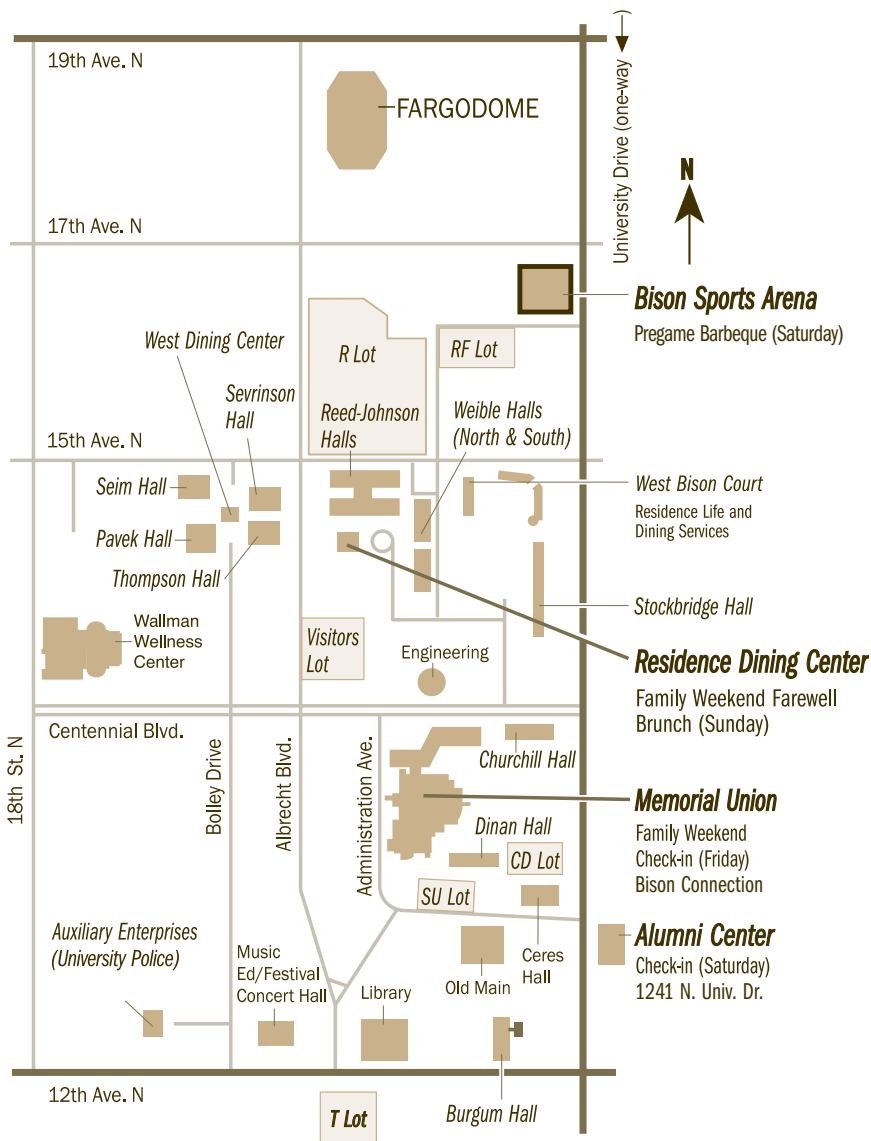 19th Ave. N
University Drive (one-way)
FARGODOME
N
17th Ave. N
Bison Sports Arena
Pregame Barbeque (Saturday)
West Dining Center
R Lot
RF Lot
Sevrinson
Hall
Reed-Johnson
Halls
Weible Halls
(North & South)
15th Ave. N
Seim Hall
West Bison Court
Residence Life and
Dining Services
Pavek Hall
Thompson Hall
Stockbridge Hall
Wallman
Wellness
Center
Visitors
Lot
Engineering
Residence Dining Center
Family Weekend Farewell
Brunch (Sunday)
Centennial Blvd.
18th St. N
Bolley Drive
Albrecht Blvd.
Administration Ave.
Churchill Hall
Memorial Union
Family Weekend
Check-in (Friday)
Bison Connection
Dinan Hall
CD Lot
SU Lot
Auxiliary Enterprises
(University Police)
Music
Ed/Festival
Concert Hall
Library
Old Main
Ceres
Hall
Alumni Center
Check-in (Saturday)
1241 N. Univ. Dr.
12th Ave. N
T Lot
Burgum Hall